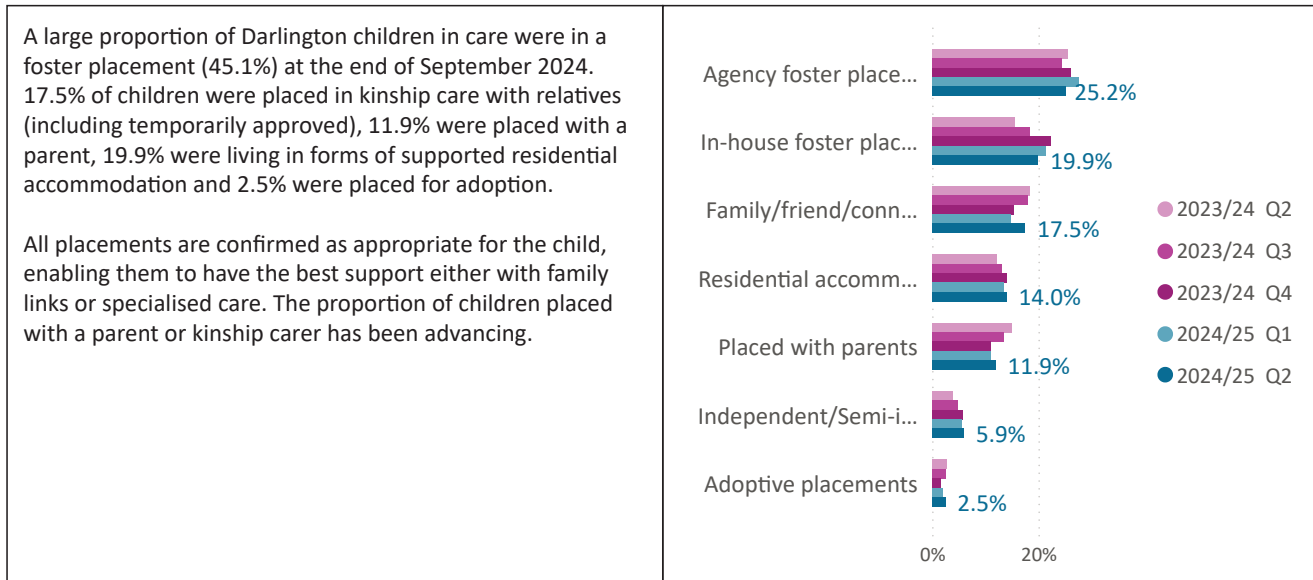 A large proportion of Darlington children in care were in a
foster placement (45.1%) at the end of September 2024.
17.5% of children were placed in kinship care with relatives
(including temporarily approved), 11.9% were placed with a
parent, 19.9% were living in forms of supported residential
accommodation and 2.5% were placed for adoption.
All placements are confirmed as appropriate for the child,
enabling them to have the best support either with family
links or specialised care. The proportion of children placed
with a parent or kinship carer has been advancing.
Agency foster place...
25.2%
In-house foster plac...
19.9%
Family/friend/conn...
17.5%
Residential accomm...
14.0%
Placed with parents
11.9%
Independent/Semi-i...
5.9%
Adoptive placements
2.5%
0%
20%
2023/24 Q2
2023/24 Q3
2023/24 Q4
2024/25 Q1
2024/25 Q2